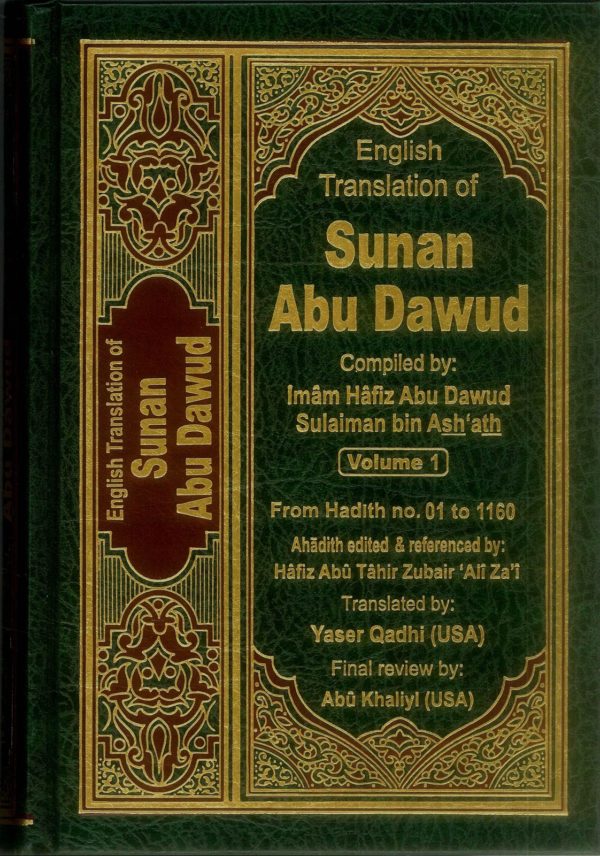 English Translation of
Sunan
Abu Dawud
English
Translation of
Sunan
Abu Dawud
Compiled by:
Imâm Hâfiz Abu Dawud
Sulaiman bin Ash'ath
Volume 1
From Hadīth no. 01 to 1160
Ahādith edited & referenced by:
Hâfiz Abû Tâhir Zubair 'Alî Za'î
Translated by:
Yaser Qadhi (USA)
Final review by:
Abû Khaliyl (USA)